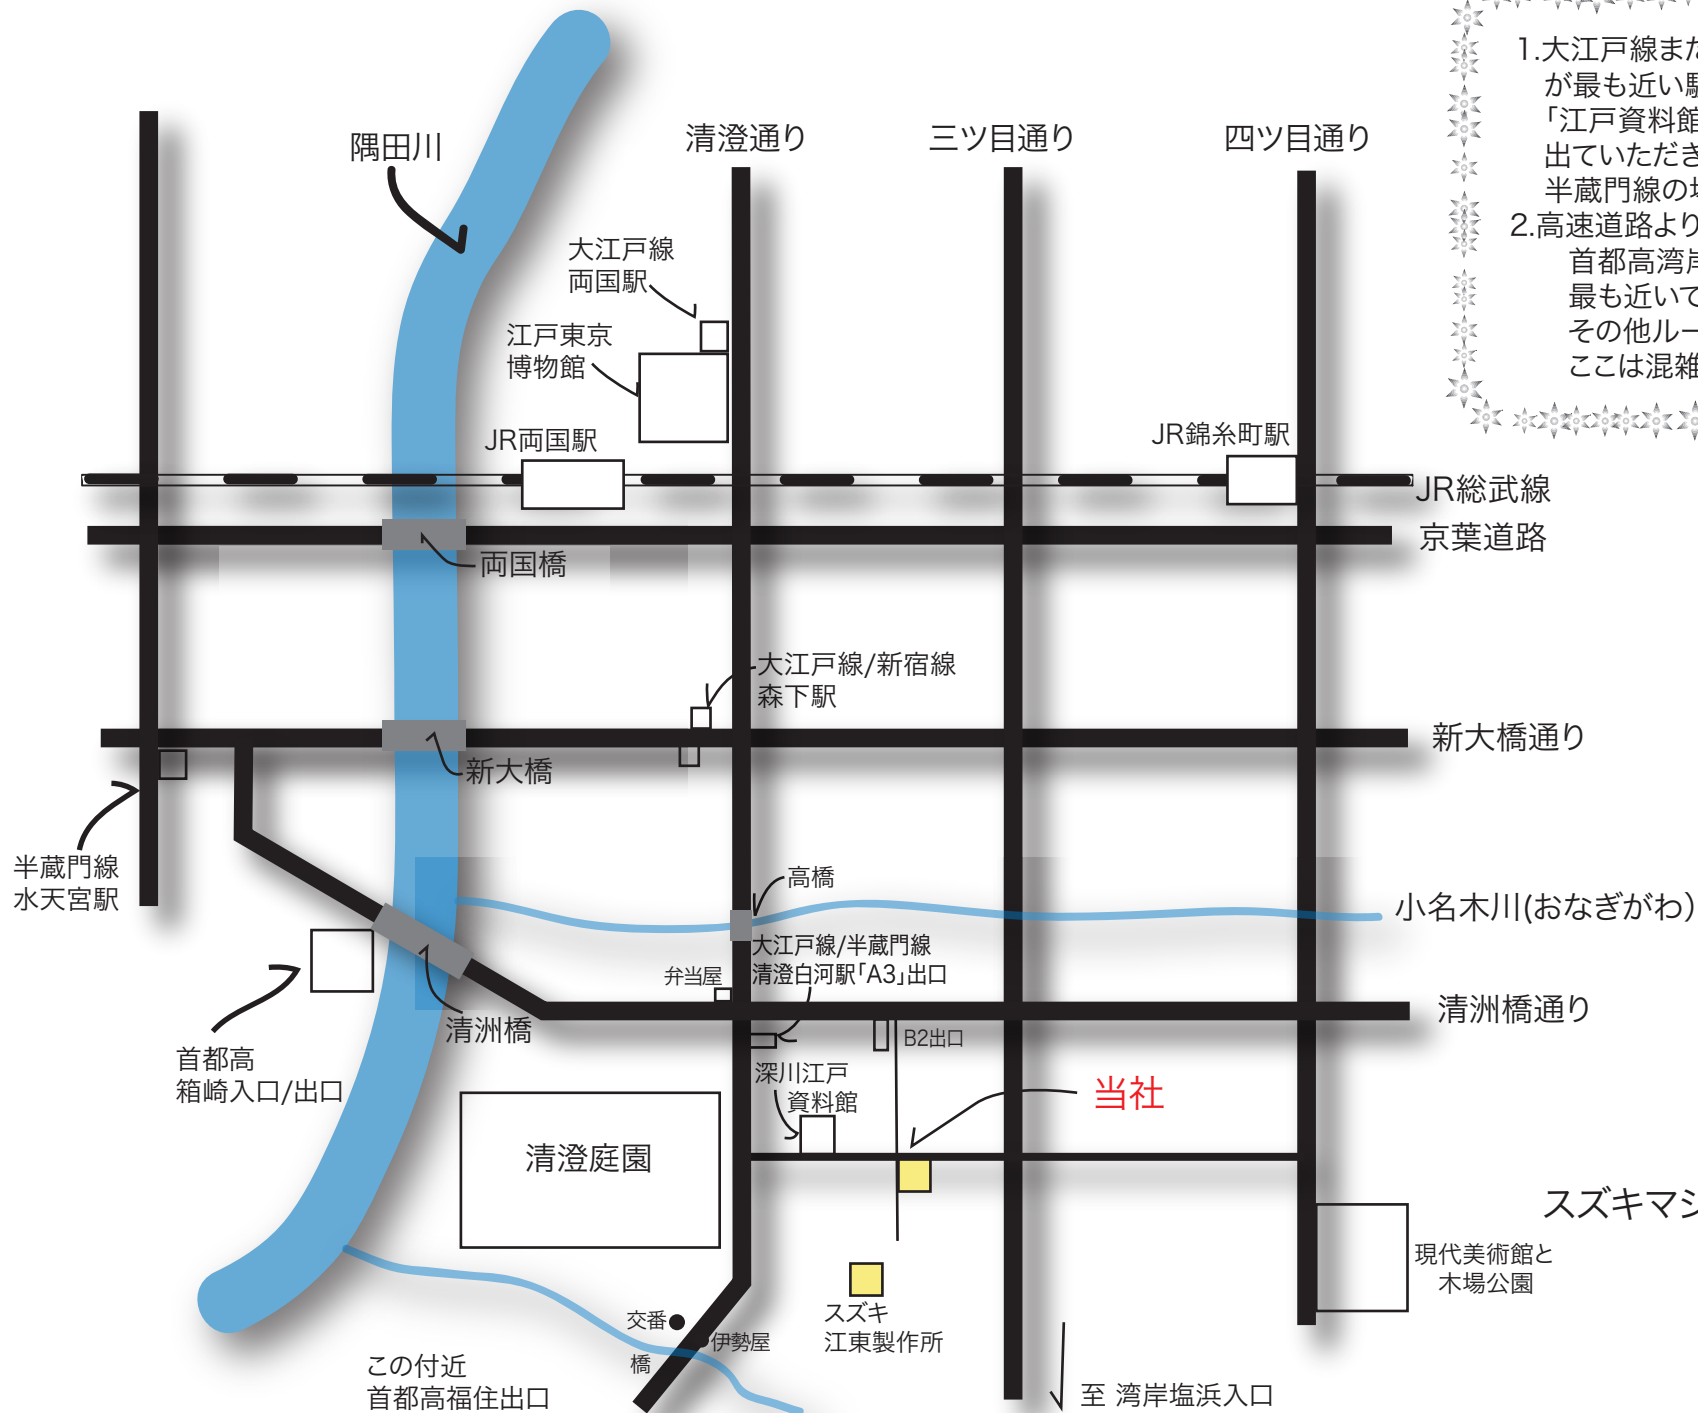 隅田川
清澄通り
三ツ目通り
四ツ目通り
1.大江戸線また
が最も近い駅
「江戸資料館
出ていただき
半蔵門線の場
2.高速道路より
首都高湾岸
最も近いて
その他ルー
ここは混雑
大江戸線
両国駅
江戸東京
博物館
JR両国駅
JR錦糸町駅
JR総武線
京葉道路
両国橋
大江戸線/新宿線
森下駅
新大橋通り
新大橋
半蔵門線
水天宮駅
高橋
小名木川(おなぎがわ)
大江戸線/半蔵門線
清澄白河駅「A3」出口
弁当屋
清洲橋通り
清洲橋
B2出口
首都高
箱崎入口/出口
深川江戸
資料館
当社
清澄庭園
スズキマシ
現代美術館と
木場公園
スズキ
江東製作所
交番
伊勢屋
橋
この付近
首都高福住出口
至 湾岸塩浜入口